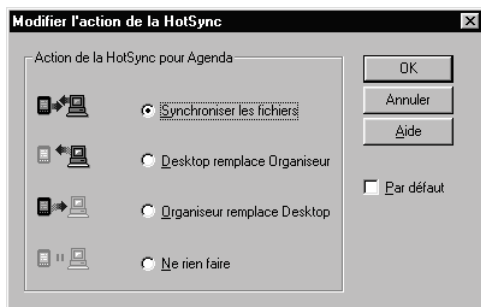 Modifier l'action de la HotSync
Action de la HotSync pour Agenda
Synchroniser les fichiers
Desktop remplace Organiseur
Organiseur remplace Desktop
Ne rien faire
OK
Annuler
Aide
Par défaut